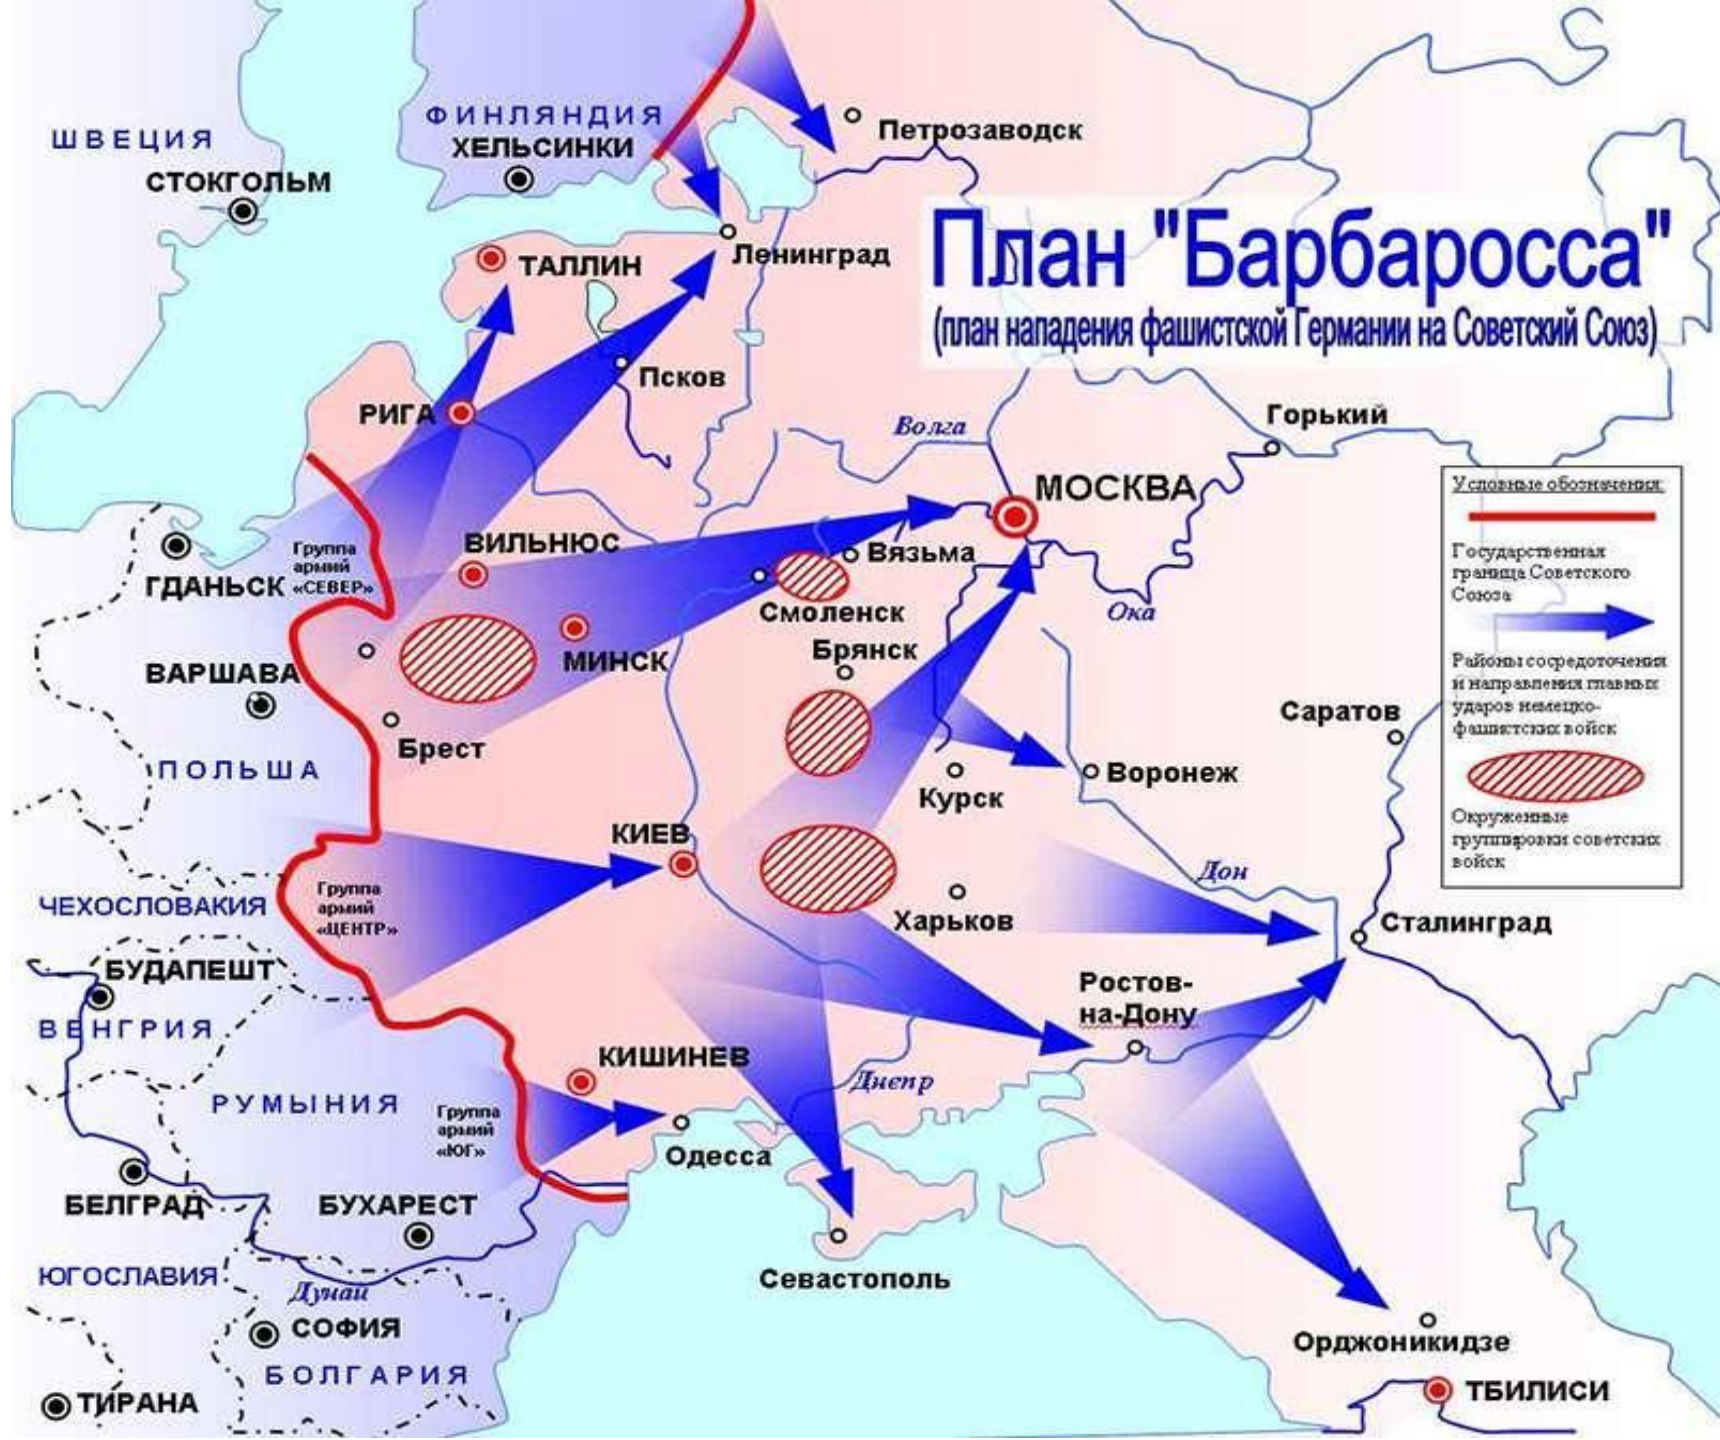 ФИНЛЯНДИЯ
ХЕЛЬСИНКИ
ШВЕЦИЯ
СТОКГОЛЬМ
Петрозаводск
План "Барбаросса"
(план нападения фашистской Германии на Советский Союз)
Ленинград
ТАЛЛИН
Псков
РИГА
Волга
Горький
МОСКВА
Условные обозначения:
Государственная
граница Советского
Союза
Районы сосредоточения
и направления главных
ударов немецко-
фашистских войск
Окруженные
группировки советских
войск
ВИЛЬНЮС
Вязьма
Группа
армий
«СЕВЕР»
ГДАНЬСК
Смоленск
Ока
Брянск
МИНСК
ВАРШАВА
Саратов
Брест
ПОЛЬША
Воронеж
Курск
КИЕВ
Дон
Группа
армий
«ЦЕНТР»
ЧЕХОСЛОВАКИЯ
Харьков
Сталинград
БУДАПЕШТ
Ростов-
на-Дону
ВЕНГРИЯ
КИШИНЕВ
Днепр
РУМЫНИЯ
Группа
армий
«ЮГ»
Одесса
БЕЛГРАД
БУХАРЕСТ
ЮГОСЛАВИЯ
Дунай
Севастополь
СОФИЯ
Орджоникидзе
БОЛГАРИЯ
ТИРАНА
ТБИЛИСИ